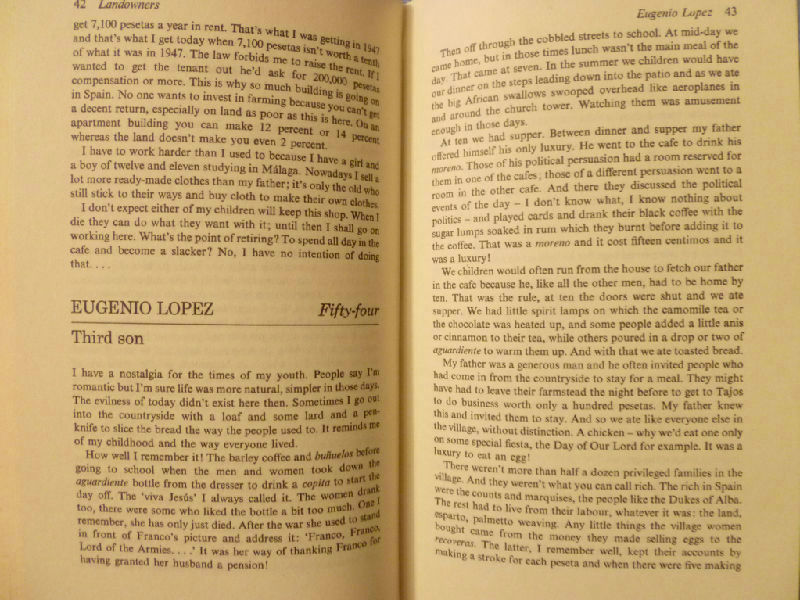 42 Landowners
get 7,100 pesetas a year in rent. That's what I was getting in 1947
and that's what I get today when 7,100 pesetas isn't worth a tenth
of what it was in 1947. The law forbids me to raise the rent. If I
wanted to get the tenant out he'd ask for 200,000 pesetas
compensation or more. This is why so much building is going on
in Spain. No one wants to invest in farming because you can't get
a decent return, especially on land as poor as this is here. On an
apartment building you can make 12 percent or 14 percent
whereas the land doesn't make you even 2 percent.
I have to work harder than I used to because I have a girl and
a boy of twelve and eleven studying in Málaga. Nowadays I sell a
lot more ready-made clothes than my father; it's only the old who
still stick to their ways and buy cloth to make their own clothes.
I don't expect either of my children will keep this shop. When I
die they can do what they want with it; until then I shall go on
working here. What's the point of retiring? To spend all day in the
cafe and become a slacker? No, I have no intention of doing
that. . . .
EUGENIO LOPEZ Fifty-four
Third son
I have a nostalgia for the times of my youth. People say I'm
romantic but I'm sure life was more natural, simpler in those days.
The evilness of today didn't exist here then. Sometimes I go out
into the countryside with a loaf and some lard and a pen-
knife to slice the bread the way the people used to. It reminds me
of my childhood and the way everyone lived.
How well I remember it! The barley coffee and buñuelos before
going to school when the men and women took down the
aguardiente bottle from the dresser to drink a copita to start the
day off. The 'viva Jesús' I always called it. The women drank
too, there were some who liked the bottle a bit too much. One I
remember, she has only just died. After the war she used to stand
in front of Franco's picture and address it: 'Franco, Franco,
Lord of the Armies. . . .' It was her way of thanking Franco for
having granted her husband a pension!
Eugenio Lopez 43
Then off through the cobbled streets to school. At mid-day we
came home, but in those times lunch wasn't the main meal of the
day. That came at seven. In the summer we children would have
our dinner on the steps leading down into the patio and as we ate
the big African swallows swooped overhead like aeroplanes in
and around the church tower. Watching them was amusement
enough in those days.
At ten we had supper. Between dinner and supper my father
offered himself his only luxury. He went to the cafe to drink his
moreno. Those of his political persuasion had a room reserved for
them in one of the cafes; those of a different persuasion went to a
room in the other cafe. And there they discussed the political
events of the day – I don't know what, I know nothing about
politics – and played cards and drank their black coffee with the
sugar lumps soaked in rum which they burnt before adding it to
the coffee. That was a moreno and it cost fifteen centimos and it
was a luxury!
We children would often run from the house to fetch our father
in the cafe because he, like all the other men, had to be home by
ten. That was the rule, at ten the doors were shut and we ate
supper. We had little spirit lamps on which the camomile tea or
the chocolate was heated up, and some people added a little anis
or cinnamon to their tea, while others poured in a drop or two of
aguardiente to warm them up. And with that we ate toasted bread.
My father was a generous man and he often invited people who
had come in from the countryside to stay for a meal. They might
have had to leave their farmstead the night before to get to Tajos
to do business worth only a hundred pesetas. My father knew
this and invited them to stay. And so we ate like everyone else in
the village, without distinction. A chicken – why we'd eat one only
on some special fiesta, the Day of Our Lord for example. It was a
luxury to eat an egg!
There weren't more than half a dozen privileged families in the
village. And they weren't what you can call rich. The rich in Spain
were the counts and marquises, the people like the Dukes of Alba.
The rest had to live from their labour, whatever it was: the land,
esparto, palmetto weaving. Any little things the village women
bought came from the money they made selling eggs to the
recoveras. The latter, I remember well, kept their accounts by
making a stroke for each peseta and when there were five making